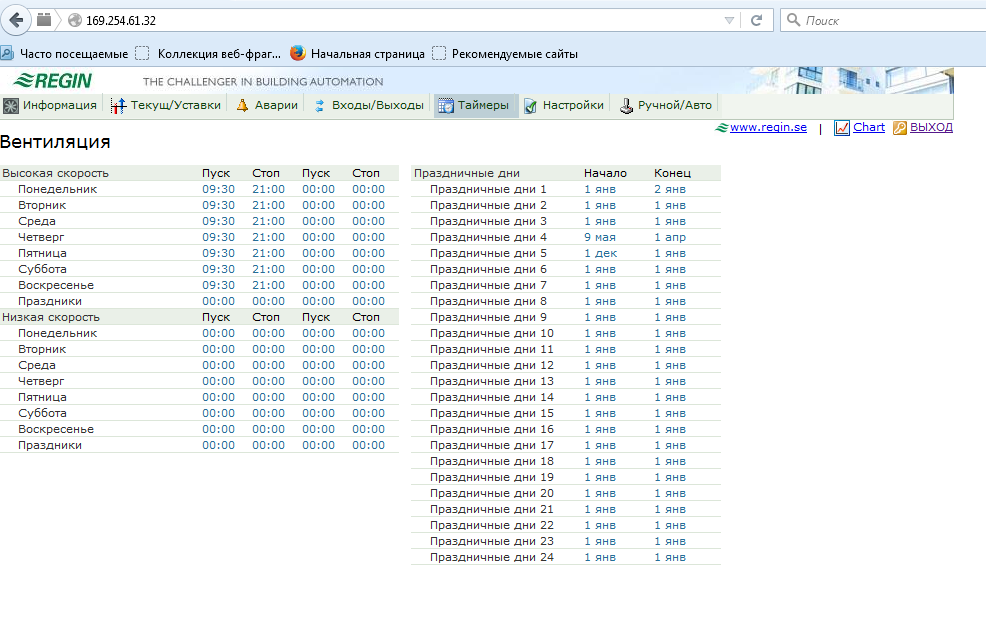 169.254.61.32
Поиск
Часто посещаемые Коллекция веб-фраг... Начальная страница Рекомендуемые сайты
REGIN THE CHALLENGER IN BUILDING AUTOMATION
Информация Текущ/Уставки Аварии Входы/Выходы Таймеры Настройки Ручной/Авто
www.regin.se | Chart ВЫХОД
Вентиляция
Высокая скорость Пуск Стоп Пуск Стоп
Понедельник 09:30 21:00 00:00 00:00
Вторник 09:30 21:00 00:00 00:00
Среда 09:30 21:00 00:00 00:00
Четверг 09:30 21:00 00:00 00:00
Пятница 09:30 21:00 00:00 00:00
Суббота 09:30 21:00 00:00 00:00
Воскресенье 09:30 21:00 00:00 00:00
Праздники 00:00 00:00 00:00 00:00
Низкая скорость Пуск Стоп Пуск Стоп
Понедельник 00:00 00:00 00:00 00:00
Вторник 00:00 00:00 00:00 00:00
Среда 00:00 00:00 00:00 00:00
Четверг 00:00 00:00 00:00 00:00
Пятница 00:00 00:00 00:00 00:00
Суббота 00:00 00:00 00:00 00:00
Воскресенье 00:00 00:00 00:00 00:00
Праздники 00:00 00:00 00:00 00:00
Праздничные дни Начало Конец
Праздничные дни 1 1 янв 2 янв
Праздничные дни 2 1 янв 1 янв
Праздничные дни 3 1 янв 1 янв
Праздничные дни 4 9 мая 1 апр
Праздничные дни 5 1 дек 1 янв
Праздничные дни 6 1 янв 1 янв
Праздничные дни 7 1 янв 1 янв
Праздничные дни 8 1 янв 1 янв
Праздничные дни 9 1 янв 1 янв
Праздничные дни 10 1 янв 1 янв
Праздничные дни 11 1 янв 1 янв
Праздничные дни 12 1 янв 1 янв
Праздничные дни 13 1 янв 1 янв
Праздничные дни 14 1 янв 1 янв
Праздничные дни 15 1 янв 1 янв
Праздничные дни 16 1 янв 1 янв
Праздничные дни 17 1 янв 1 янв
Праздничные дни 18 1 янв 1 янв
Праздничные дни 19 1 янв 1 янв
Праздничные дни 20 1 янв 1 янв
Праздничные дни 21 1 янв 1 янв
Праздничные дни 22 1 янв 1 янв
Праздничные дни 23 1 янв 1 янв
Праздничные дни 24 1 янв 1 янв